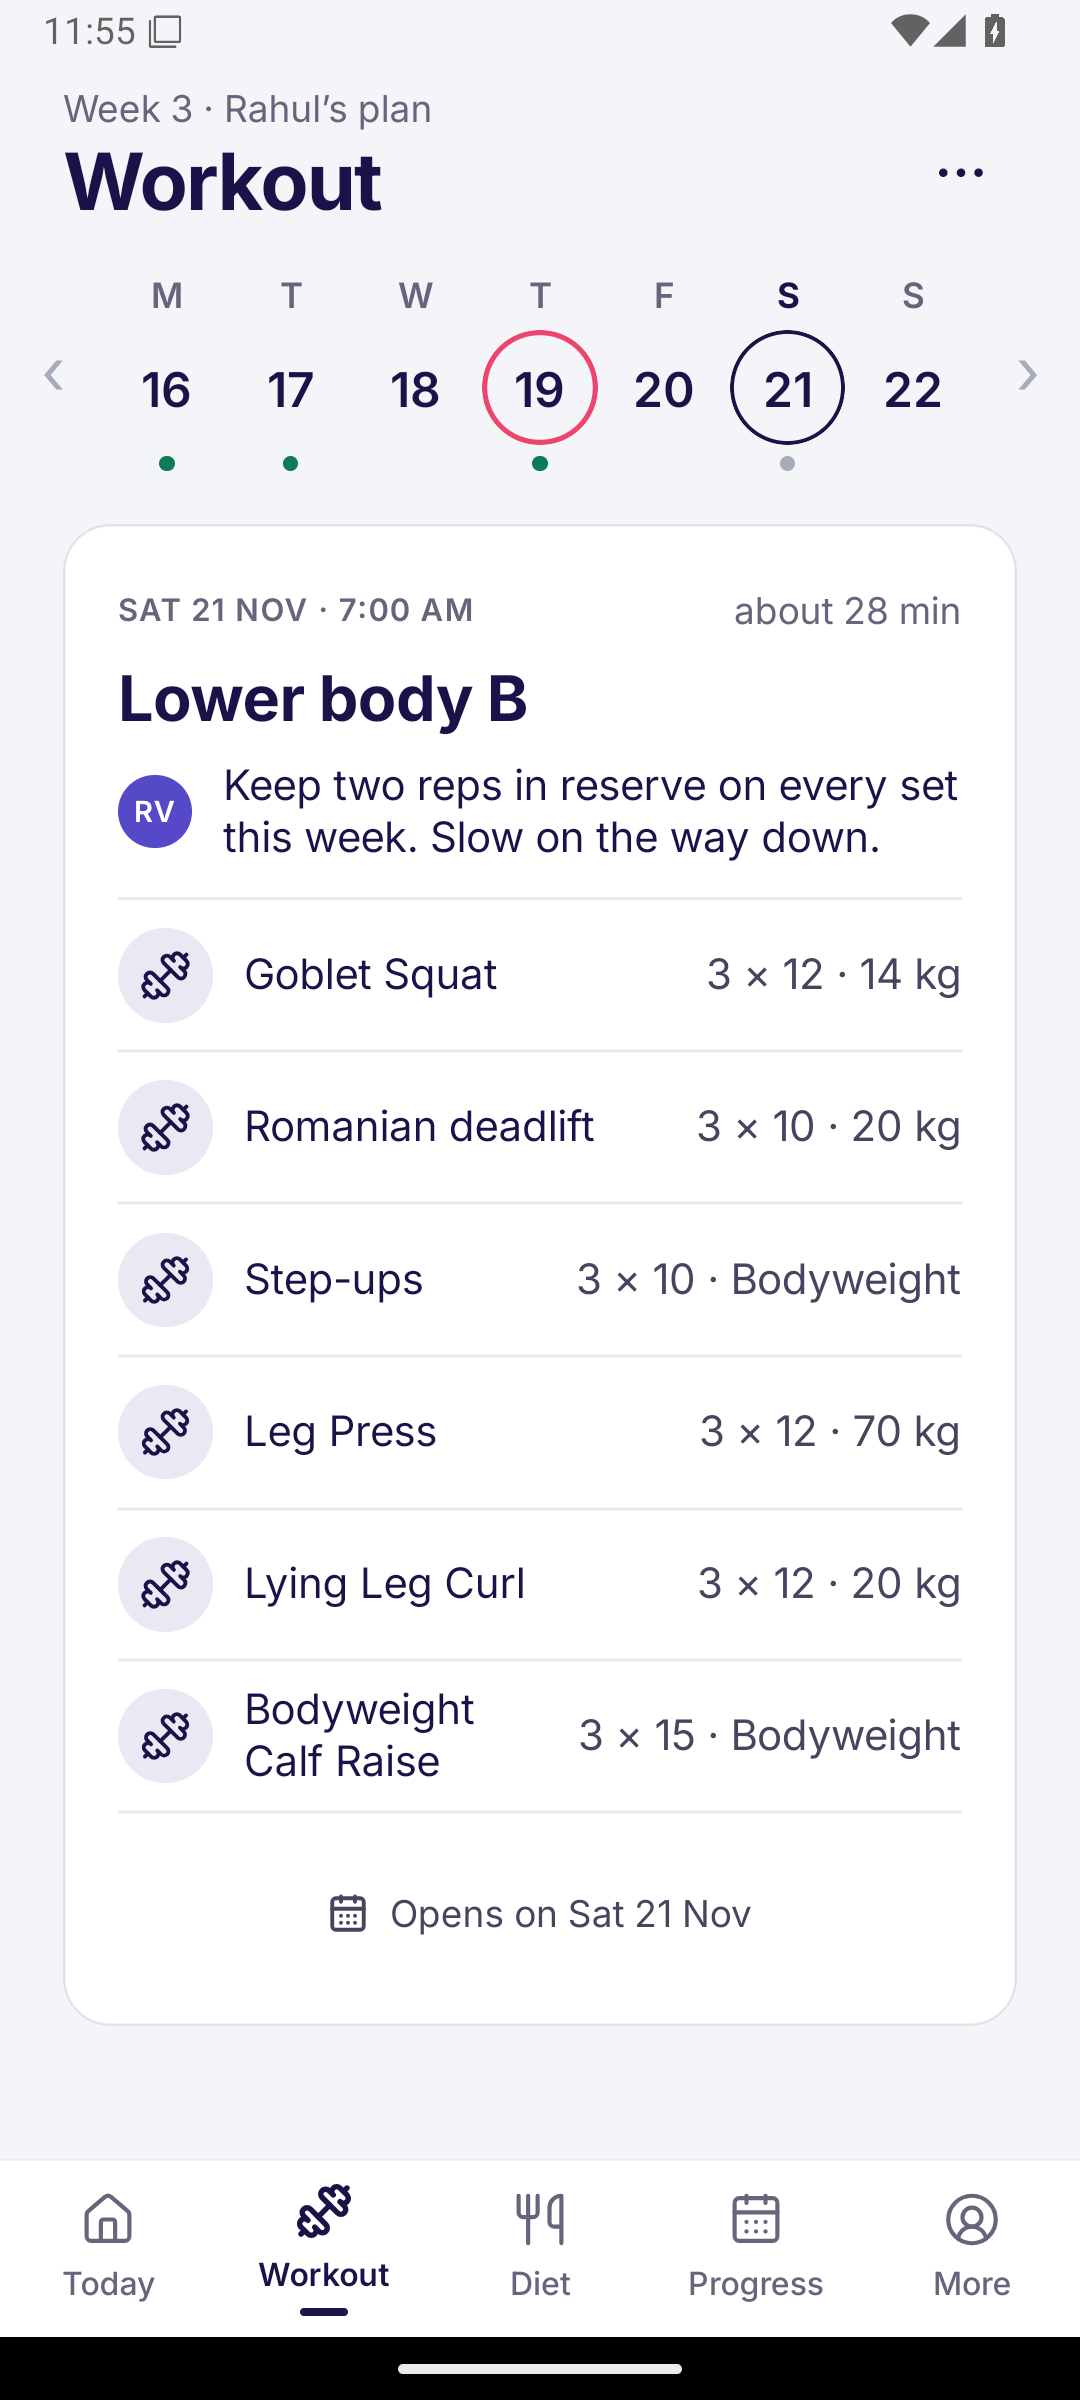 11:55
Week 3 · Rahul’s plan
Workout
M T W T F S S
16 17 18 19 20 21 22
SAT 21 NOV · 7:00 AM about 28 min
Lower body B
RV
Keep two reps in reserve on every set
this week. Slow on the way down.
Goblet Squat 3 × 12 · 14 kg
Romanian deadlift 3 × 10 · 20 kg
Step-ups 3 × 10 · Bodyweight
Leg Press 3 × 12 · 70 kg
Lying Leg Curl 3 × 12 · 20 kg
Bodyweight
Calf Raise 3 × 15 · Bodyweight
Opens on Sat 21 Nov
Today Workout Diet Progress More